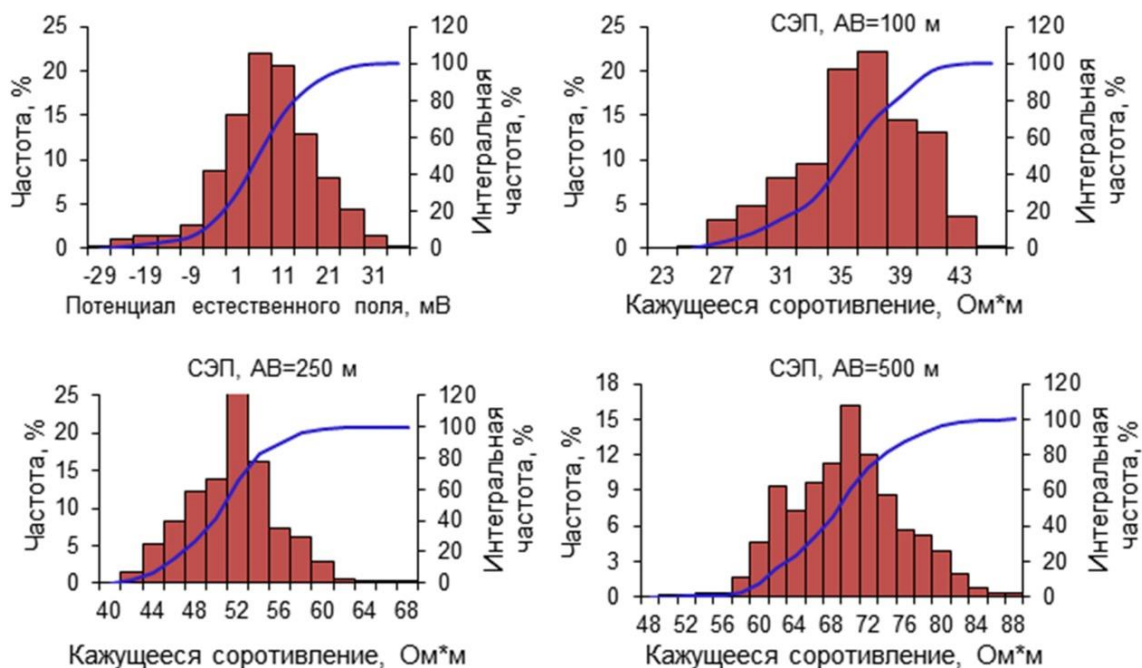 Частота, %
25
20
15
10
5
0
120
100
80
60
40
20
0
Интегральная
частота, %
-29 -19 -9 1 11 21 31
Потенциал естественного поля, мВ
СЭП, АВ=100 м
Частота, %
25
20
15
10
5
0
120
100
80
60
40
20
0
Интегральная
частота, %
23 27 31 35 39 43
Кажущееся соротивление, Ом*м
СЭП, АВ=250 м
Частота, %
25
20
15
10
5
0
120
100
80
60
40
20
0
Интегральная
частота, %
40 44 48 52 56 60 64 68
Кажущееся соротивление, Ом*м
СЭП, АВ=500 м
Частота, %
18
15
12
9
6
3
0
120
100
80
60
40
20
0
Интегральная
частота, %
48 52 56 60 64 68 72 76 80 84 88
Кажущееся соротивление, Ом*м